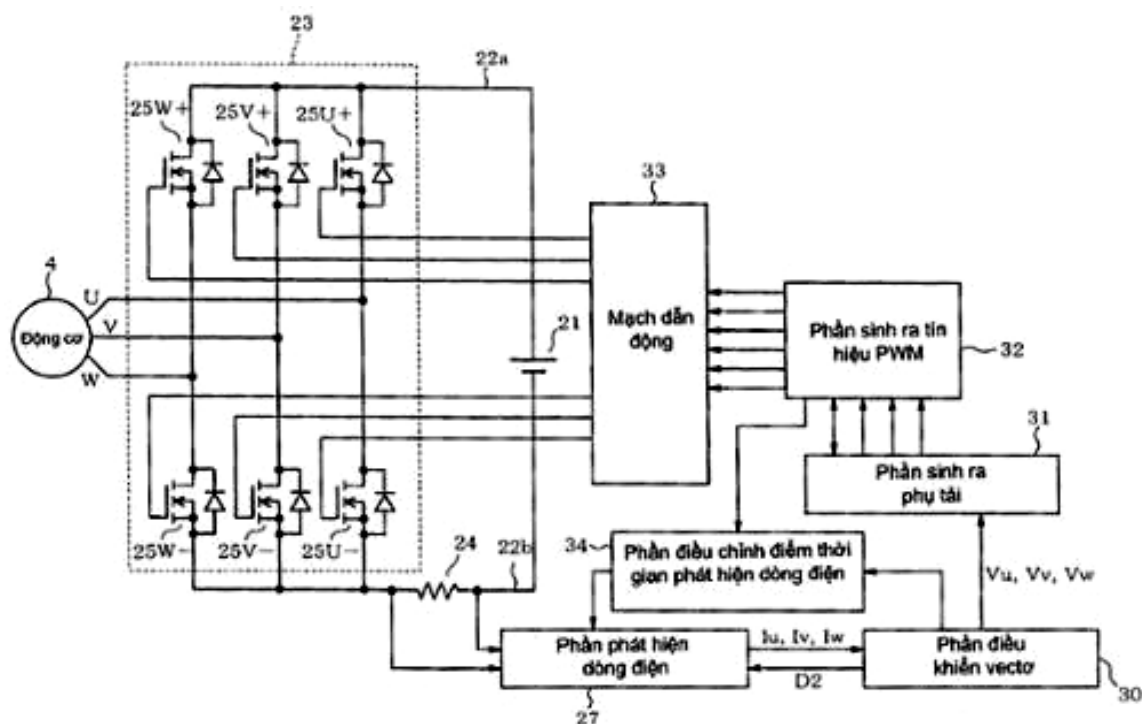 23
22a
25W+
25V+
25U+
33
4
U
V
W
Động cơ
21
Mạch dẫn
động
Phần sinh ra tín
hiệu PWM
32
31
Phần sinh ra
phụ tải
25W−
25V−
25U−
24
22b
34
Phần điều chỉnh điểm thời
gian phát hiện dòng điện
Vu, Vv, Vw
Phần phát hiện
dòng điện
Iu, Iv, Iw
D2
Phần điều
khiển vectơ
27
30